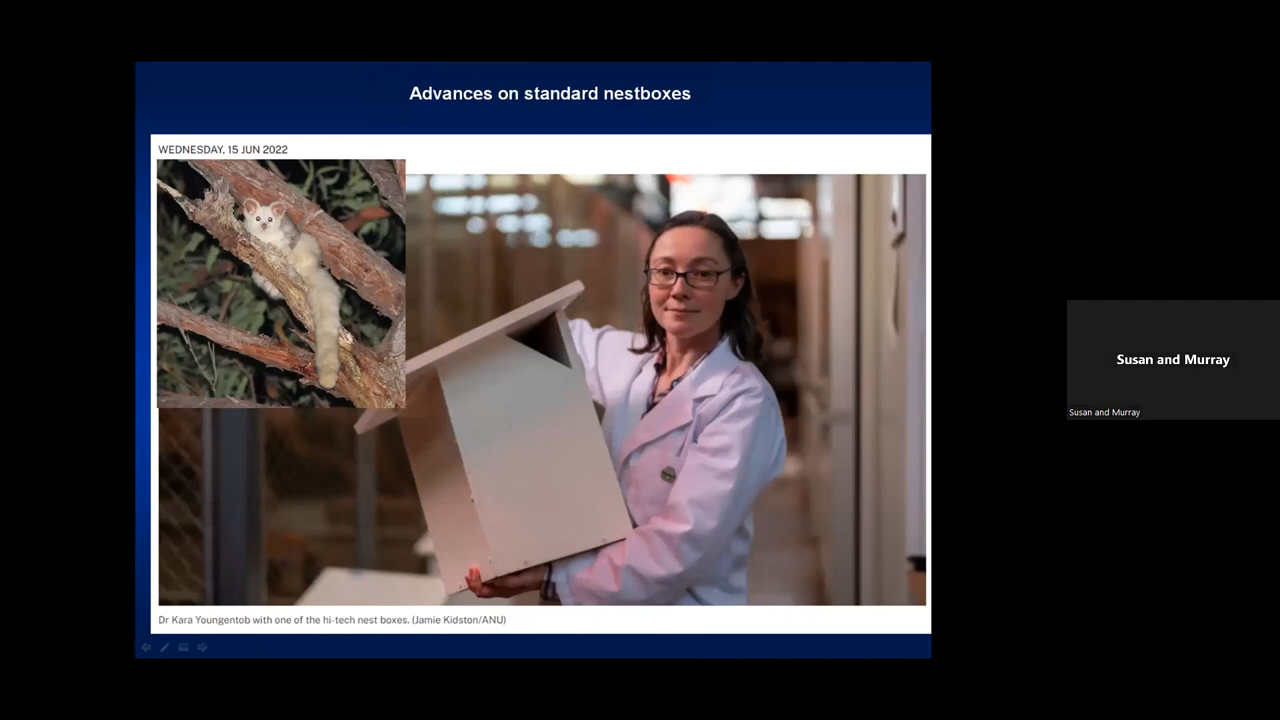 Advances on standard nestboxes
WEDNESDAY, 15 JUN 2022
Dr Kara Youngentob with one of the hi-tech nest boxes. (Jamie Kidston/ANU)
Susan and Murray
Susan and Murray